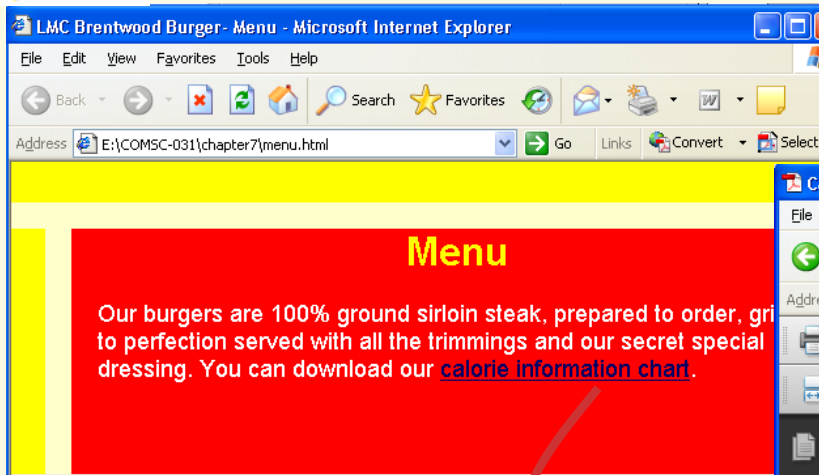 LMC Brentwood Burger- Menu - Microsoft Internet Explorer
File Edit View Favorites Tools Help
Back Search Favorites
Address E:\COMSC-031\chapter7\menu.html Go Links Convert Select
File
Menu
Our burgers are 100% ground sirloin steak, prepared to order,
to perfection served with all the trimmings and our secret special
dressing. You can download our calorie information chart.